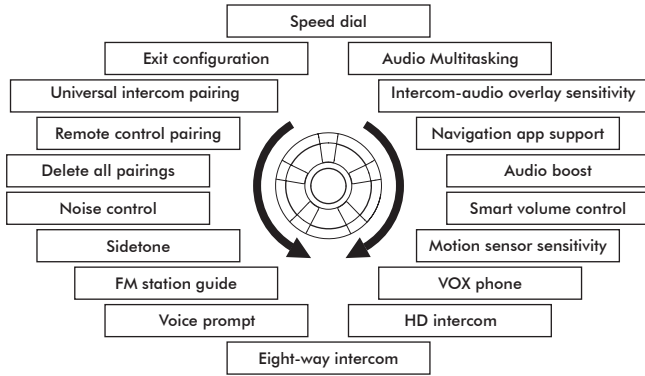 Speed dial
Exit configuration
Audio Multitasking
Universal intercom pairing
Intercom-audio overlay sensitivity
Remote control pairing
Navigation app support
Delete all pairings
Audio boost
Noise control
Smart volume control
Sidetone
Motion sensor sensitivity
FM station guide
VOX phone
Voice prompt
HD intercom
Eight-way intercom